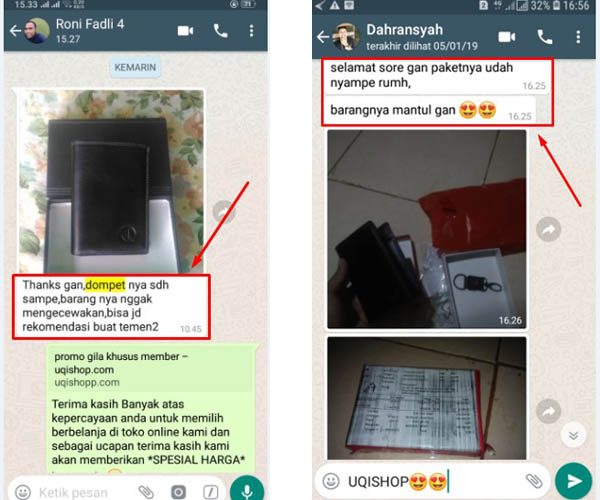 15.33
Roni Fadli 4
15.27
KEMARIN
Thanks gan,dompet nya sdh
sampe,barang nya nggak
mengecewakan,bisa jd
rekomendasi buat temen2
10.45
promo gila khusus member –
uqishop.com
uqishopp.com
Terima kasih Banyak atas
kepercayaan anda untuk memilih
berbelanja di toko online kami dan
sebagai ucapan terima kasih kami
akan memberikan *SPESIAL HARGA*
Ketik pesan
32% 16:56
Dahransyah
terakhir dilihat 05/01/19
selamat sore gan paketnya udah
nyampe rumh,
16.25
barangnya mantul gan 😍😍
16.25
16.26
UQISHOP😍😍